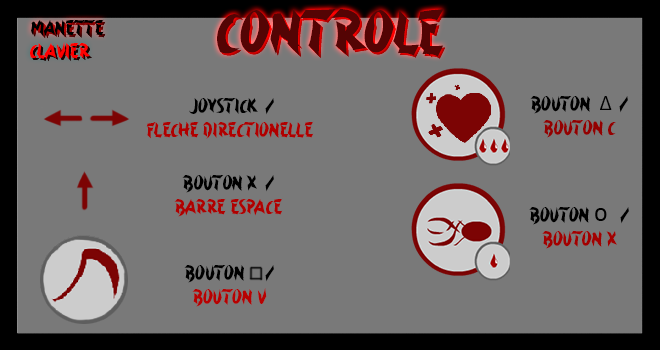 CONTROLE
MANETTE
CLAVIER
JOYSTICK /
FLECHE DIRECTIONELLE
BOUTON X /
BARRE ESPACE
BOUTON □ /
BOUTON V
BOUTON △ /
BOUTON C
BOUTON O /
BOUTON X